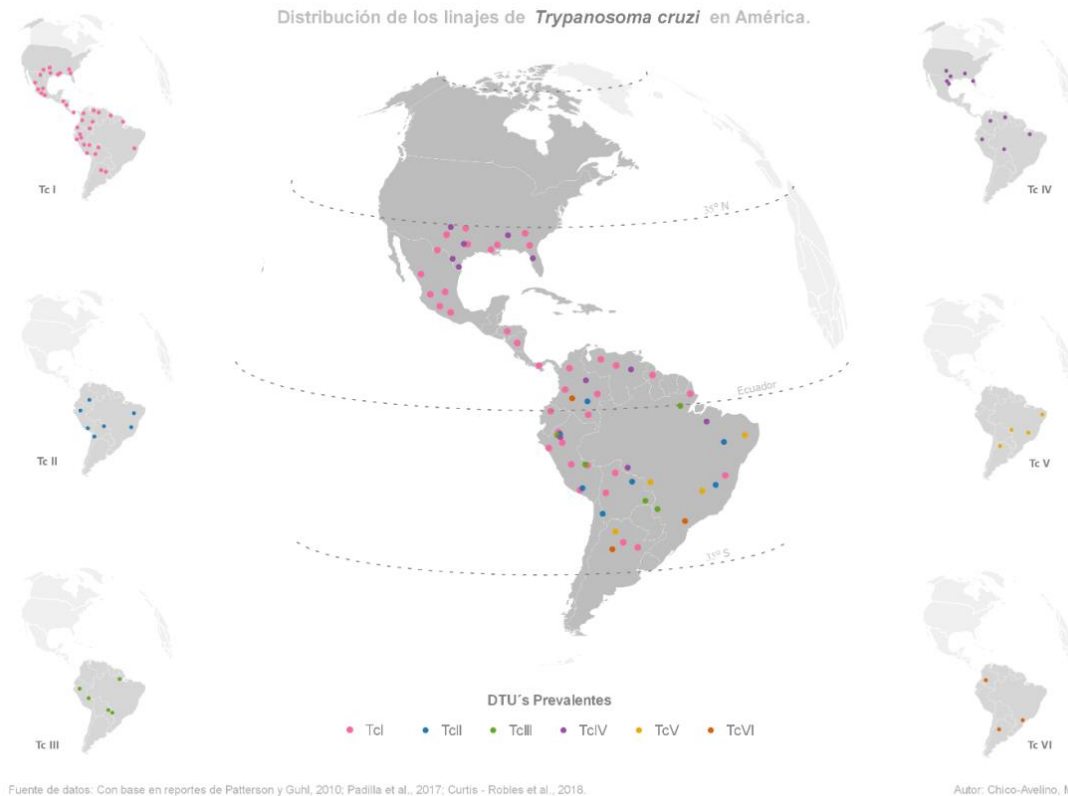 Distribución de los linajes de Trypanosoma cruzi en América.
Tc I
Tc IV
35° N
Ecuador
Tc II
Tc V
35° S
Tc III
Tc VI
DTU´s Prevalentes
TcI TcII TcIII TcIV TcV TcVI
Fuente de datos: Con base en reportes de Patterson y Guhl, 2010; Padilla et al., 2017; Curtis - Robles et al., 2018.
Autor: Chico-Avelino, M